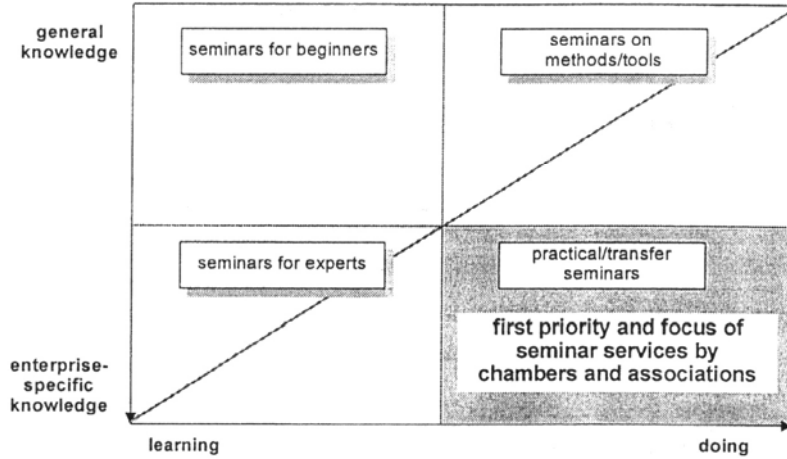 general
knowledge
seminars for beginners
seminars on
methods/tools
seminars for experts
practical/transfer
seminars
first priority and focus of
seminar services by
chambers and associations
enterprise-
specific
knowledge
learning
doing